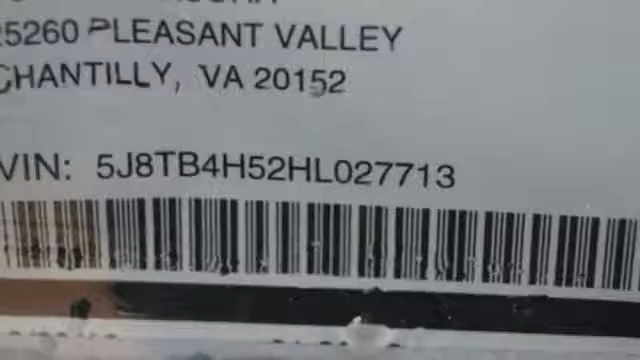 25260 PLEASANT VALLEY
CHANTILLY, VA 20152
VIN: 5J8TB4H52HL027713